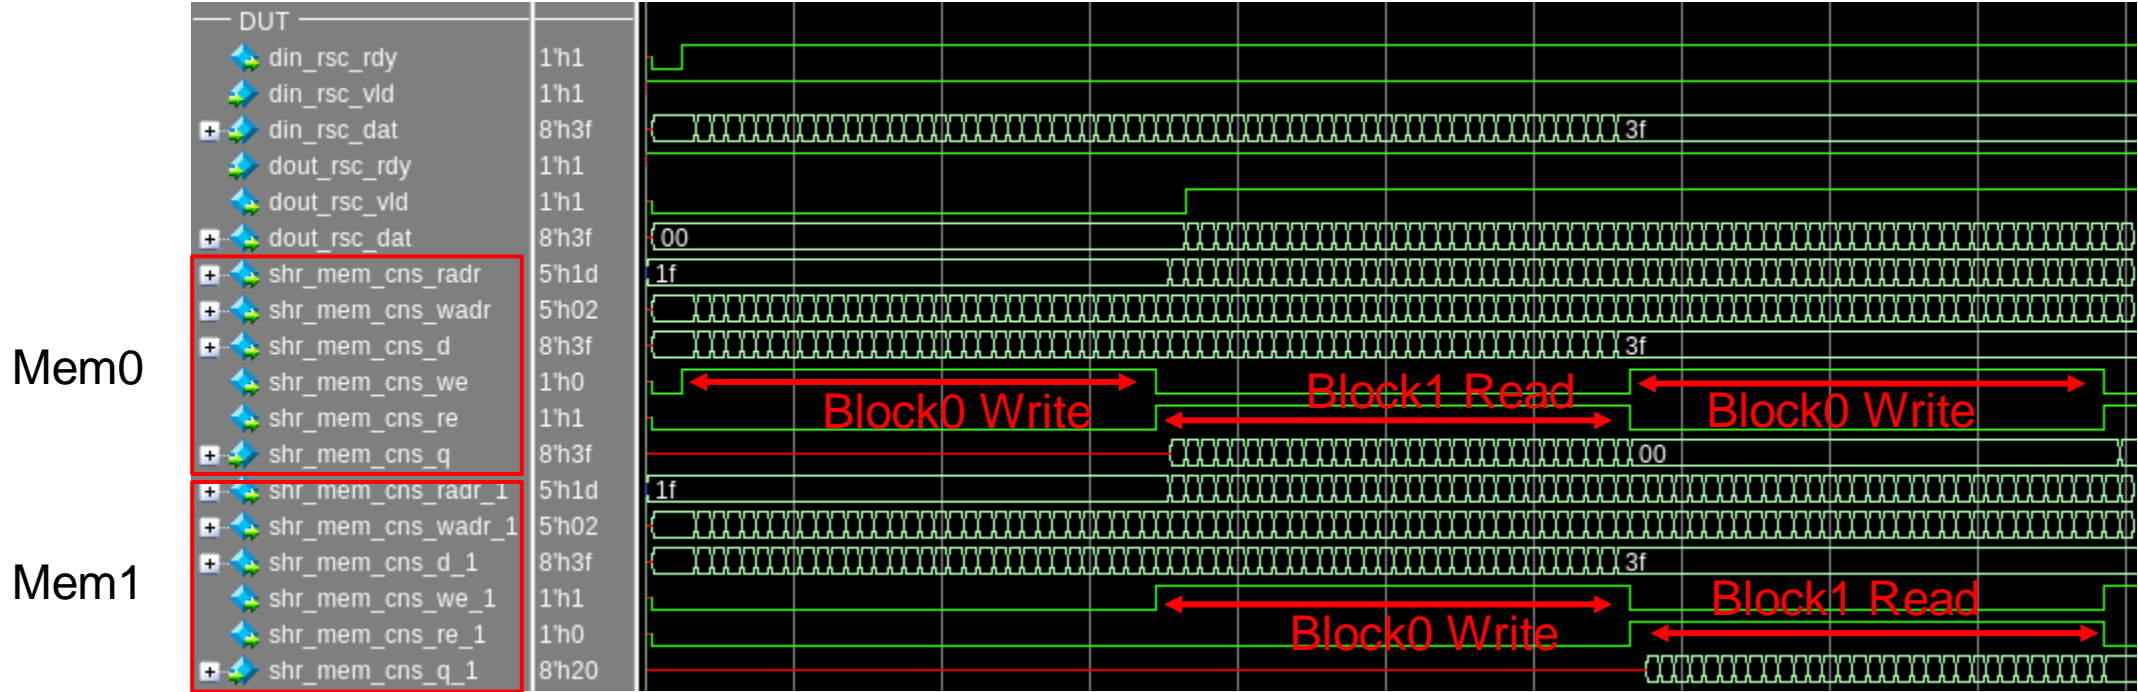 DUT
din_rsc_rdy 1'h1
din_rsc_vld 1'h1
din_rsc_dat 8'h3f 3f
dout_rsc_rdy 1'h1
dout_rsc_vld 1'h1
dout_rsc_dat 8'h3f 00
shr_mem_cns_radr 5'h1d 1f
shr_mem_cns_wadr 5'h02
shr_mem_cns_d 8'h3f 3f
Mem0
shr_mem_cns_we 1'h0 Block1 Read
shr_mem_cns_re 1'h1 Block0 Write Block0 Write
shr_mem_cns_q 8'h3f 00
shr_mem_cns_radr_1 5'h1d 1f
shr_mem_cns_wadr_1 5'h02
shr_mem_cns_d_1 8'h3f 3f
Mem1
shr_mem_cns_we_1 1'h1 Block1 Read
shr_mem_cns_re_1 1'h0 Block0 Write
shr_mem_cns_q_1 8'h20